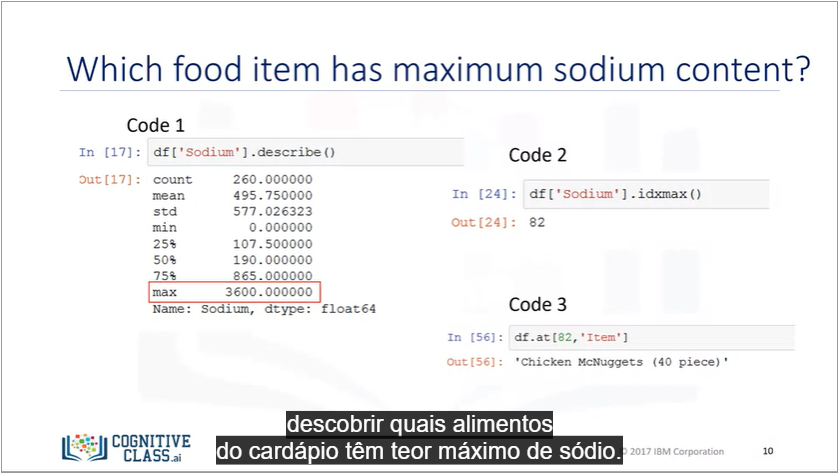 Which food item has maximum sodium content?
Code 1
In [17]: df['Sodium'].describe()
Out[17]: count 260.000000
mean 495.750000
std 577.026323
min 0.000000
25% 107.500000
50% 190.000000
75% 865.000000
max 3600.000000
Name: Sodium, dtype: float64
Code 2
In [24]: df['Sodium'].idxmax()
Out[24]: 82
Code 3
In [56]: df.at[82,'Item']
Out[56]: 'Chicken McNuggets (40 piece)'
descobrir quais alimentos
do cardápio têm teor máximo de sódio.
COGNITIVE
CLASS.ai
© 2017 IBM Corporation
10